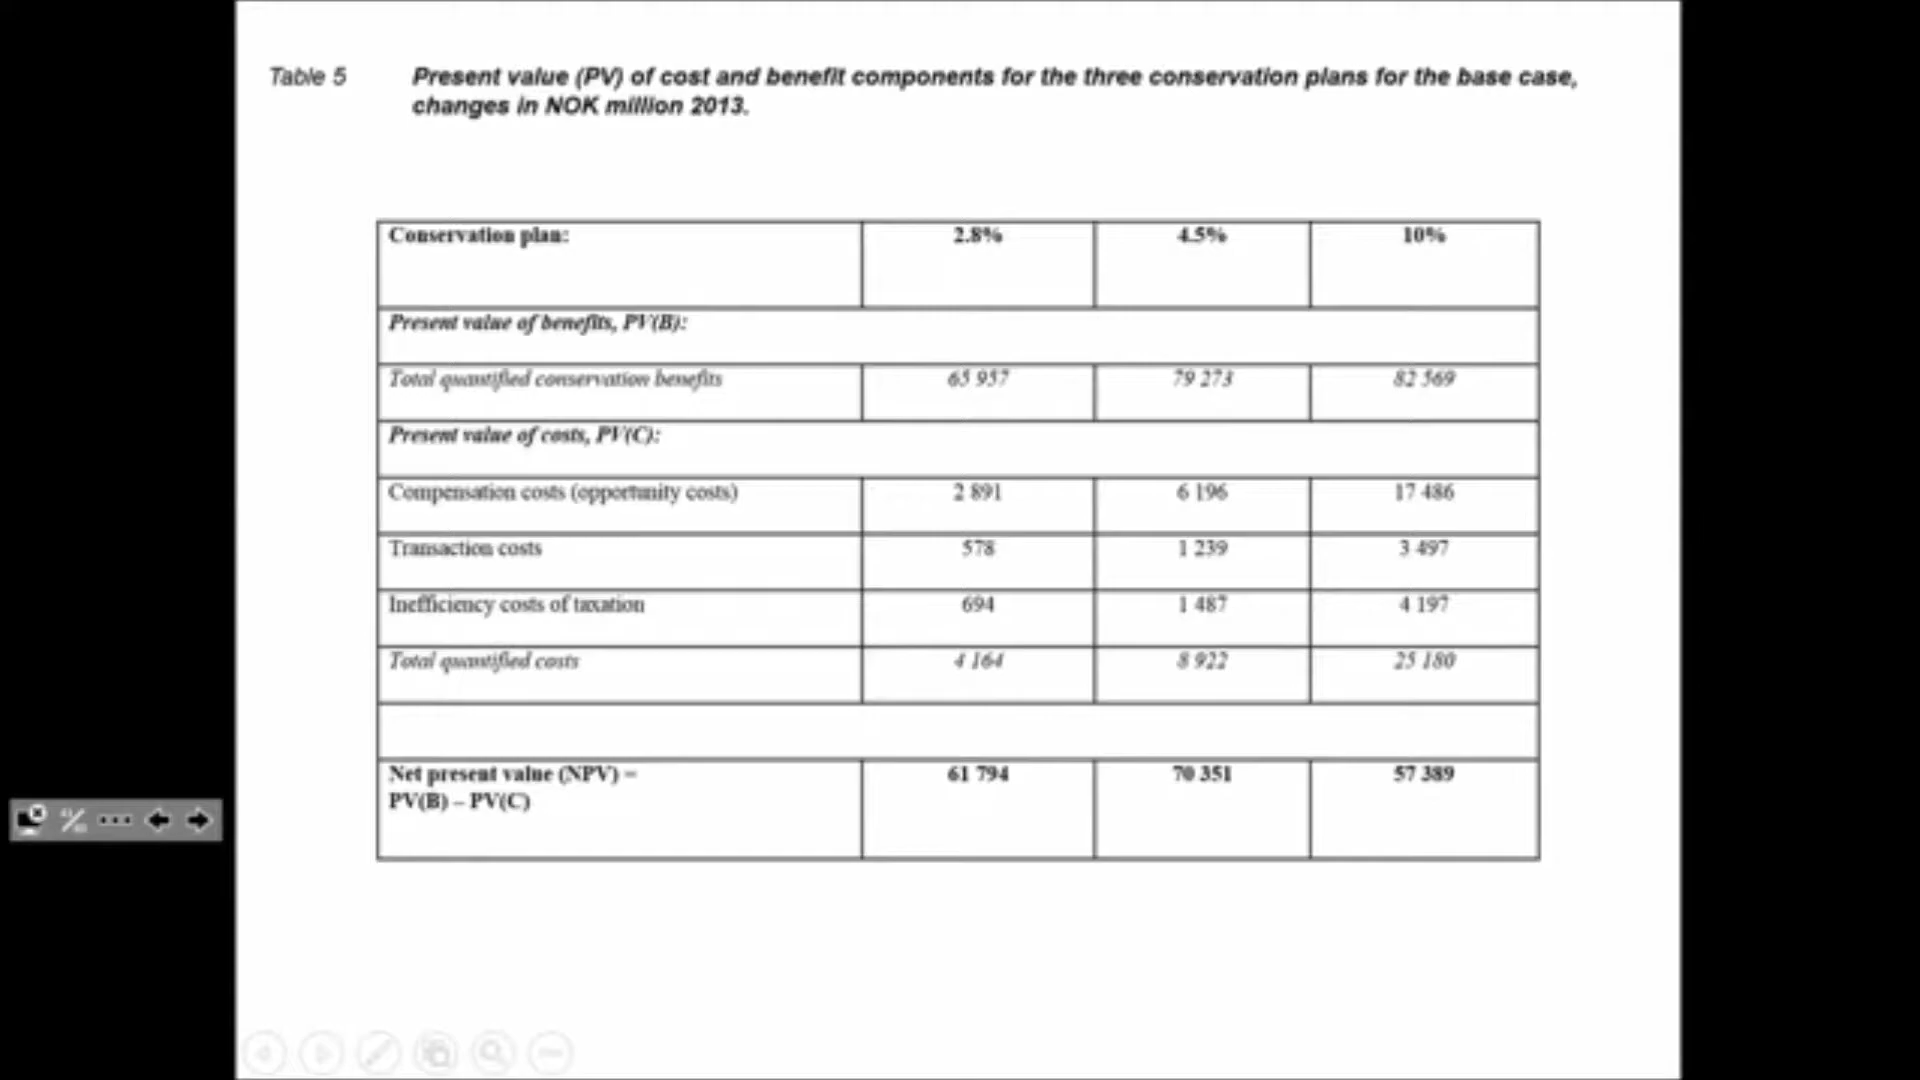 Table 5 Present value (PV) of cost and benefit components for the three conservation plans for the base case,
changes in NOK million 2013.
Conservation plan: 2.8% 4.5% 10%
Present value of benefits, PV(B):
Total quantified conservation benefits 65 957 79 273 82 569
Present value of costs, PV(C):
Compensation costs (opportunity costs) 2 891 6 196 17 486
Transaction costs 578 1 239 3 497
Inefficiency costs of taxation 694 1 487 4 197
Total quantified costs 4 164 8 922 25 180
Net present value (NPV) = 61 794 70 351 57 389
PV(B) – PV(C)